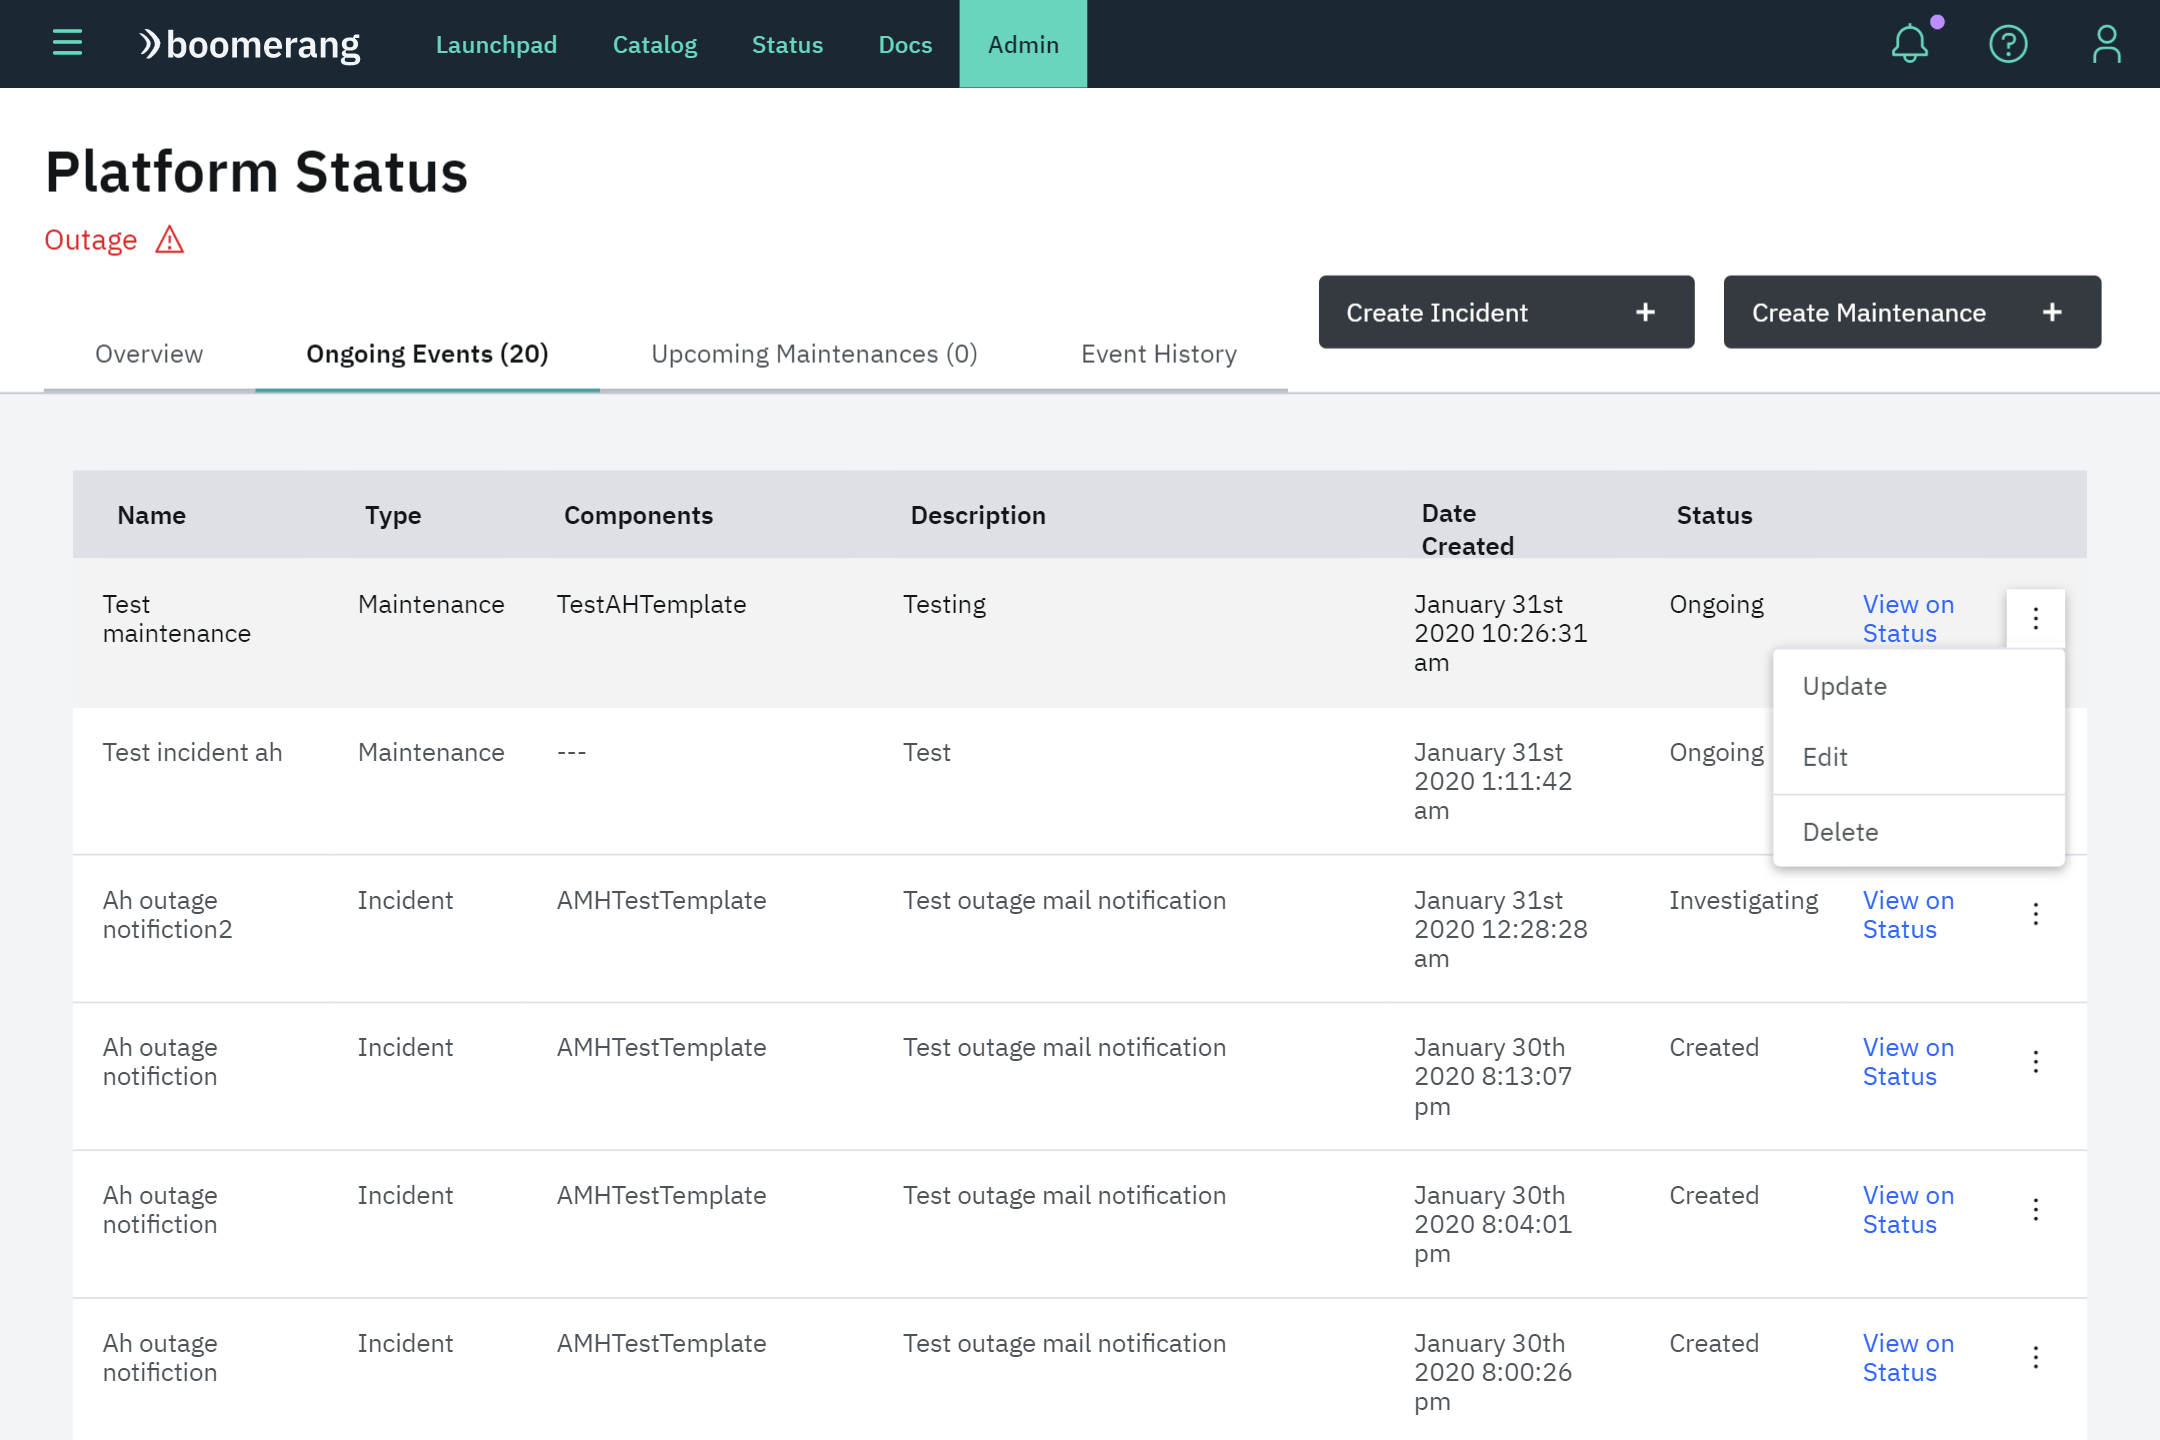 boomerang
Launchpad
Catalog
Status
Docs
Admin
Platform Status
Outage
Create Incident
Create Maintenance
Overview
Ongoing Events (20)
Upcoming Maintenances (0)
Event History
Name
Type
Components
Description
Date
Created
Status
Test
maintenance
Maintenance
TestAHTemplate
Testing
January 31st
2020 10:26:31
am
Ongoing
View on
Status
Update
Edit
Delete
Test incident ah
Maintenance
---
Test
January 31st
2020 1:11:42
am
Ongoing
Ah outage
notifiction2
Incident
AMHTestTemplate
Test outage mail notification
January 31st
2020 12:28:28
am
Investigating
View on
Status
Ah outage
notifiction
Incident
AMHTestTemplate
Test outage mail notification
January 30th
2020 8:13:07
pm
Created
View on
Status
Ah outage
notifiction
Incident
AMHTestTemplate
Test outage mail notification
January 30th
2020 8:04:01
pm
Created
View on
Status
Ah outage
notifiction
Incident
AMHTestTemplate
Test outage mail notification
January 30th
2020 8:00:26
pm
Created
View on
Status